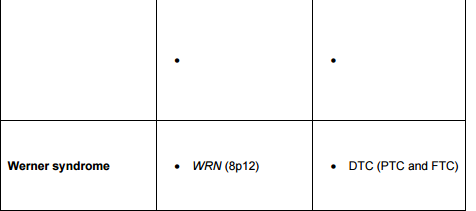 •
•
Werner syndrome
• WRN (8p12)
• DTC (PTC and FTC)